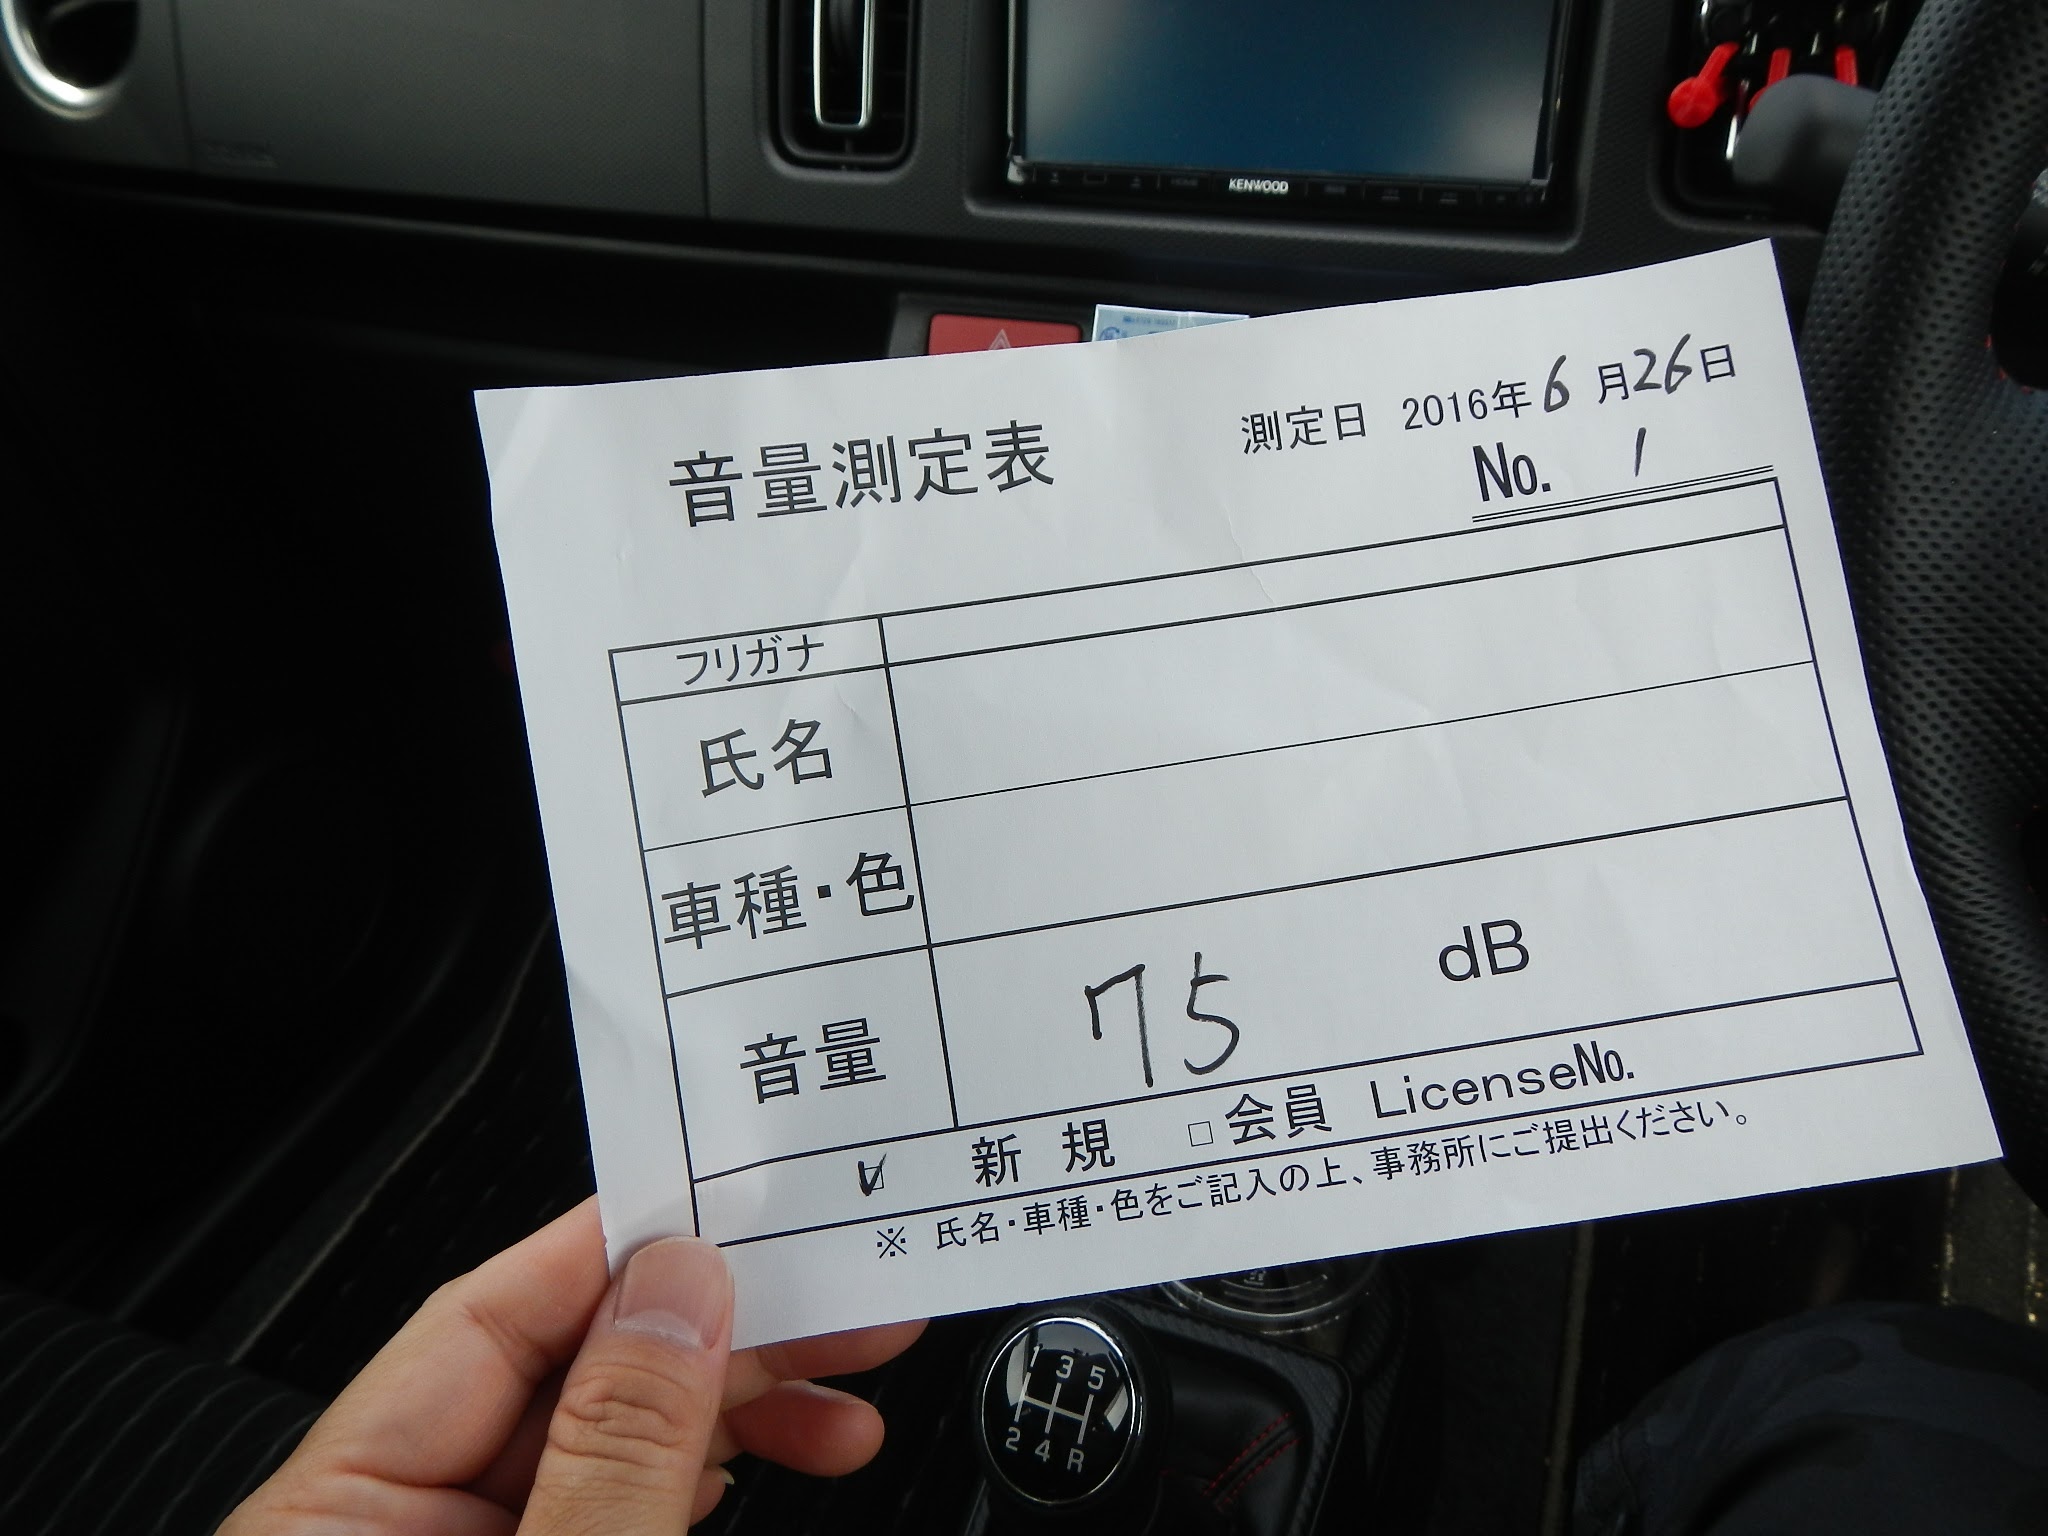 KENWOOD
音量測定表
測定日 2016年6月26日
No. 1
フリガナ
氏名
車種・色
音量 75 dB
☑ 新 規 □会員 LicenseNo.
※ 氏名・車種・色をご記入の上、事務所にご提出ください。
1 3 5
2 4 R